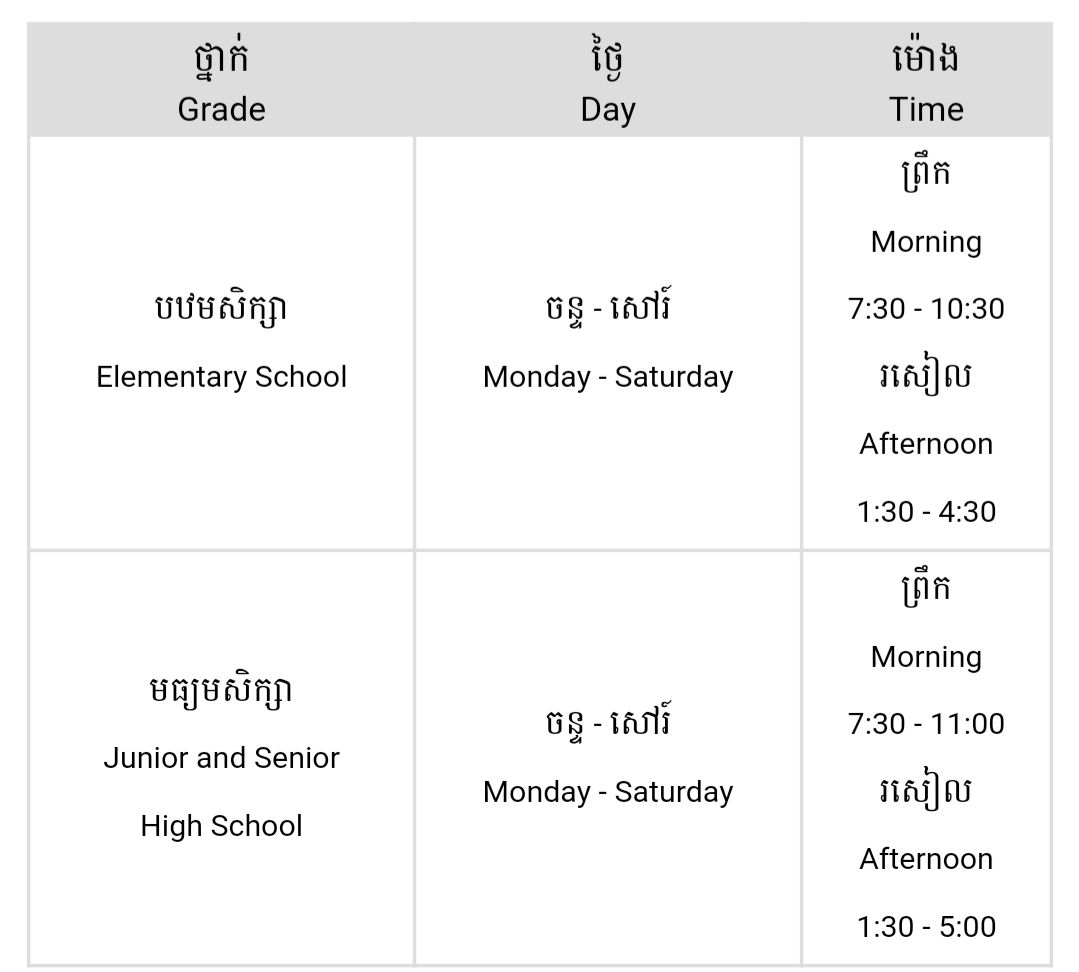 ថ្នាក់
Grade
ថ្ងៃ
Day
ម៉ោង
Time
បឋមសិក្សា
Elementary School
ចន្ទ - សៅរ៍
Monday - Saturday
ព្រឹក
Morning
7:30 - 10:30
រសៀល
Afternoon
1:30 - 4:30
មធ្យមសិក្សា
Junior and Senior
High School
ចន្ទ - សៅរ៍
Monday - Saturday
ព្រឹក
Morning
7:30 - 11:00
រសៀល
Afternoon
1:30 - 5:00